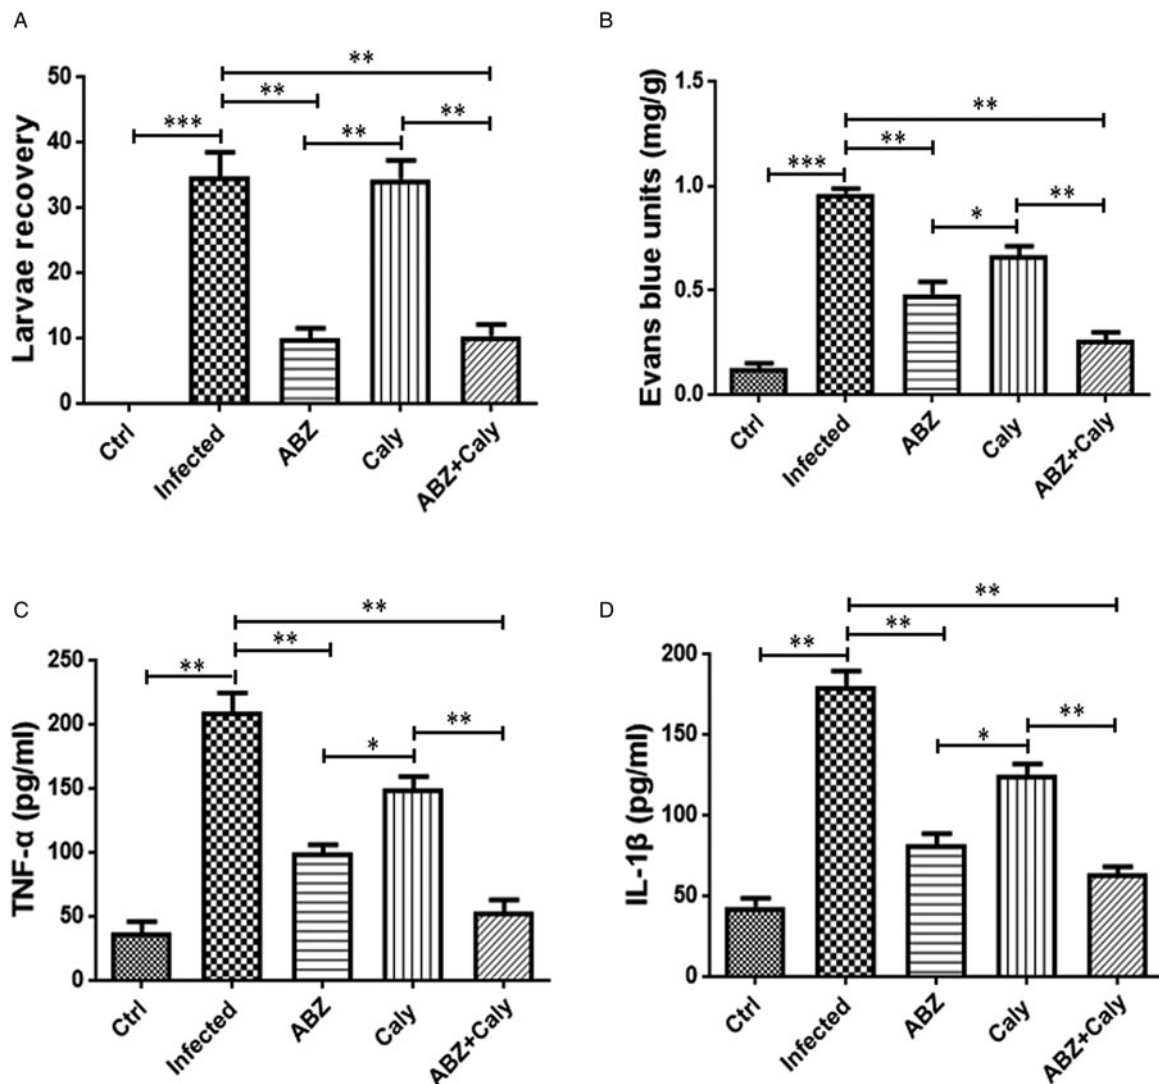 A
Larvae recovery
50
40
30
20
10
0
***
**
**
**
**
Ctrl
Infected
ABZ
Caly
ABZ+Caly
B
Evans blue units (mg/g)
1.5
1.0
0.5
0.0
***
**
**
*
**
Ctrl
Infected
ABZ
Caly
ABZ+Caly
C
TNF-α (pg/ml)
250
200
150
100
50
0
**
**
**
*
**
Ctrl
Infected
ABZ
Caly
ABZ+Caly
D
IL-1β (pg/ml)
200
150
100
50
0
**
**
**
*
**
Ctrl
Infected
ABZ
Caly
ABZ+Caly